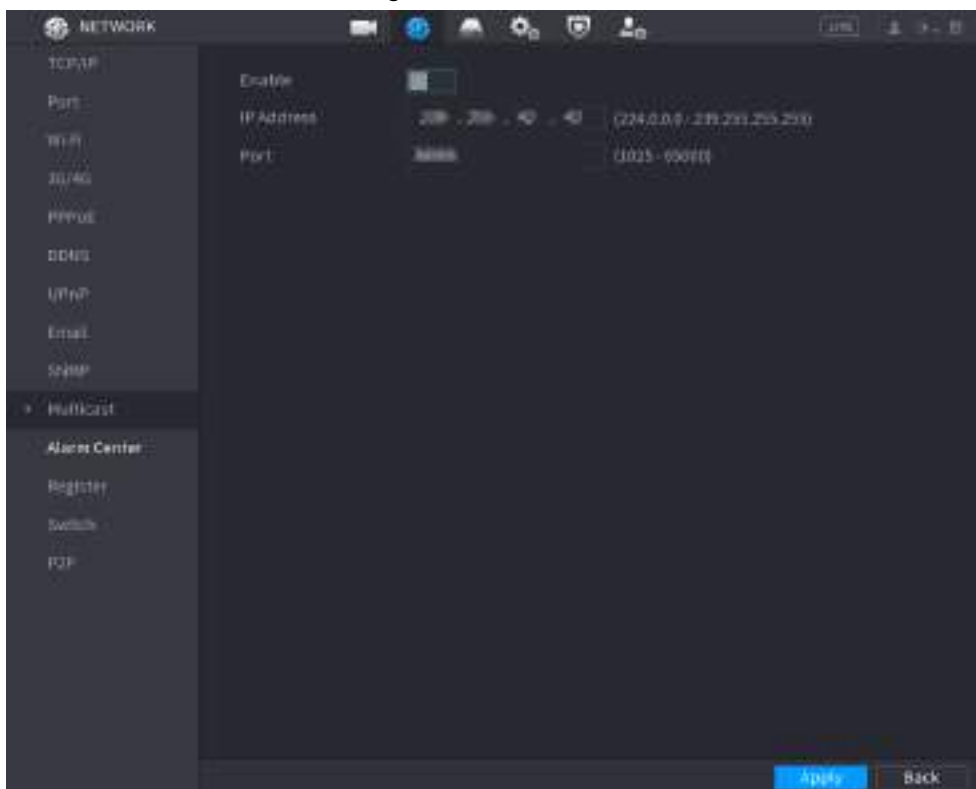 NETWORK
LIVE
TCP/IP
Port
Wi-Fi
3G/4G
PPPoE
DDNS
UPnP
Email
SNMP
Multicast
Alarm Center
Register
Switch
P2P
Enable
IP Address
(224.0.0.0 - 239.255.255.255)
Port
(1025 - 65000)
Apply
Back